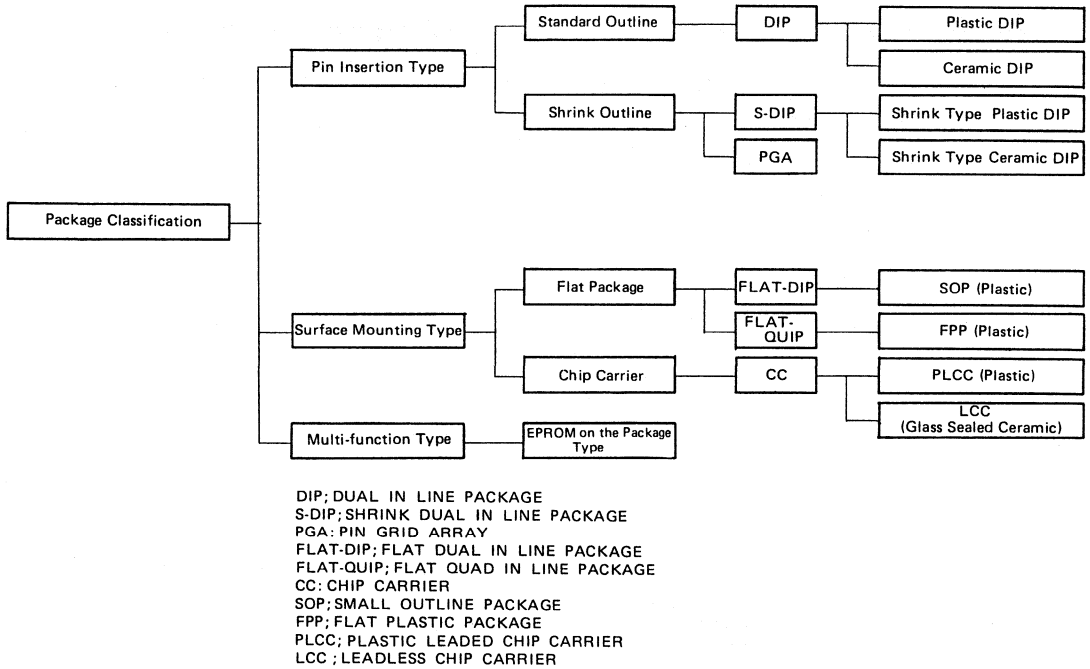 Standard Outline
DIP
Plastic DIP
Pin Insertion Type
Ceramic DIP
Shrink Outline
S-DIP
Shrink Type Plastic DIP
PGA
Shrink Type Ceramic DIP
Package Classification
Flat Package
FLAT-DIP
SOP (Plastic)
Surface Mounting Type
FLAT-
QUIP
FPP (Plastic)
Chip Carrier
CC
PLCC (Plastic)
LCC
(Glass Sealed Ceramic)
Multi-function Type
EPROM on the Package
Type
DIP; DUAL IN LINE PACKAGE
S-DIP; SHRINK DUAL IN LINE PACKAGE
PGA: PIN GRID ARRAY
FLAT-DIP; FLAT DUAL IN LINE PACKAGE
FLAT-QUIP; FLAT QUAD IN LINE PACKAGE
CC: CHIP CARRIER
SOP; SMALL OUTLINE PACKAGE
FPP; FLAT PLASTIC PACKAGE
PLCC; PLASTIC LEADED CHIP CARRIER
LCC ; LEADLESS CHIP CARRIER